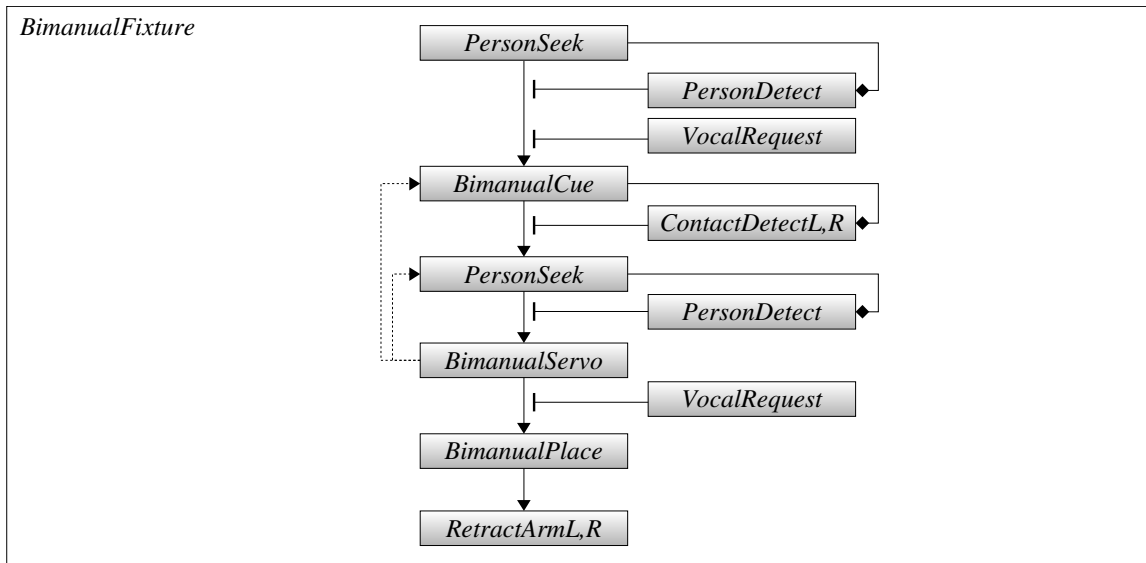 BimanualFixture
PersonSeek
PersonDetect
VocalRequest
BimanualCue
ContactDetectL,R
PersonSeek
PersonDetect
BimanualServo
VocalRequest
BimanualPlace
RetractArmL,R